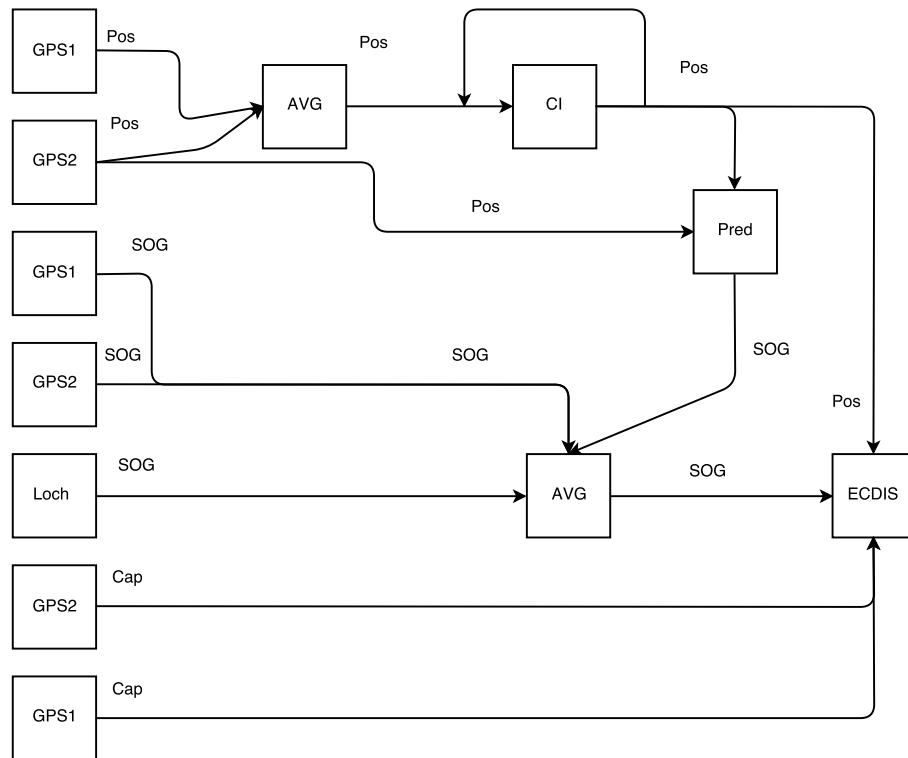 GPS1
Pos
Pos
Pos
AVG
CI
GPS2
Pos
Pos
Pred
GPS1
SOG
GPS2
SOG
SOG
SOG
Pos
Loch
SOG
AVG
SOG
ECDIS
GPS2
Cap
GPS1
Cap